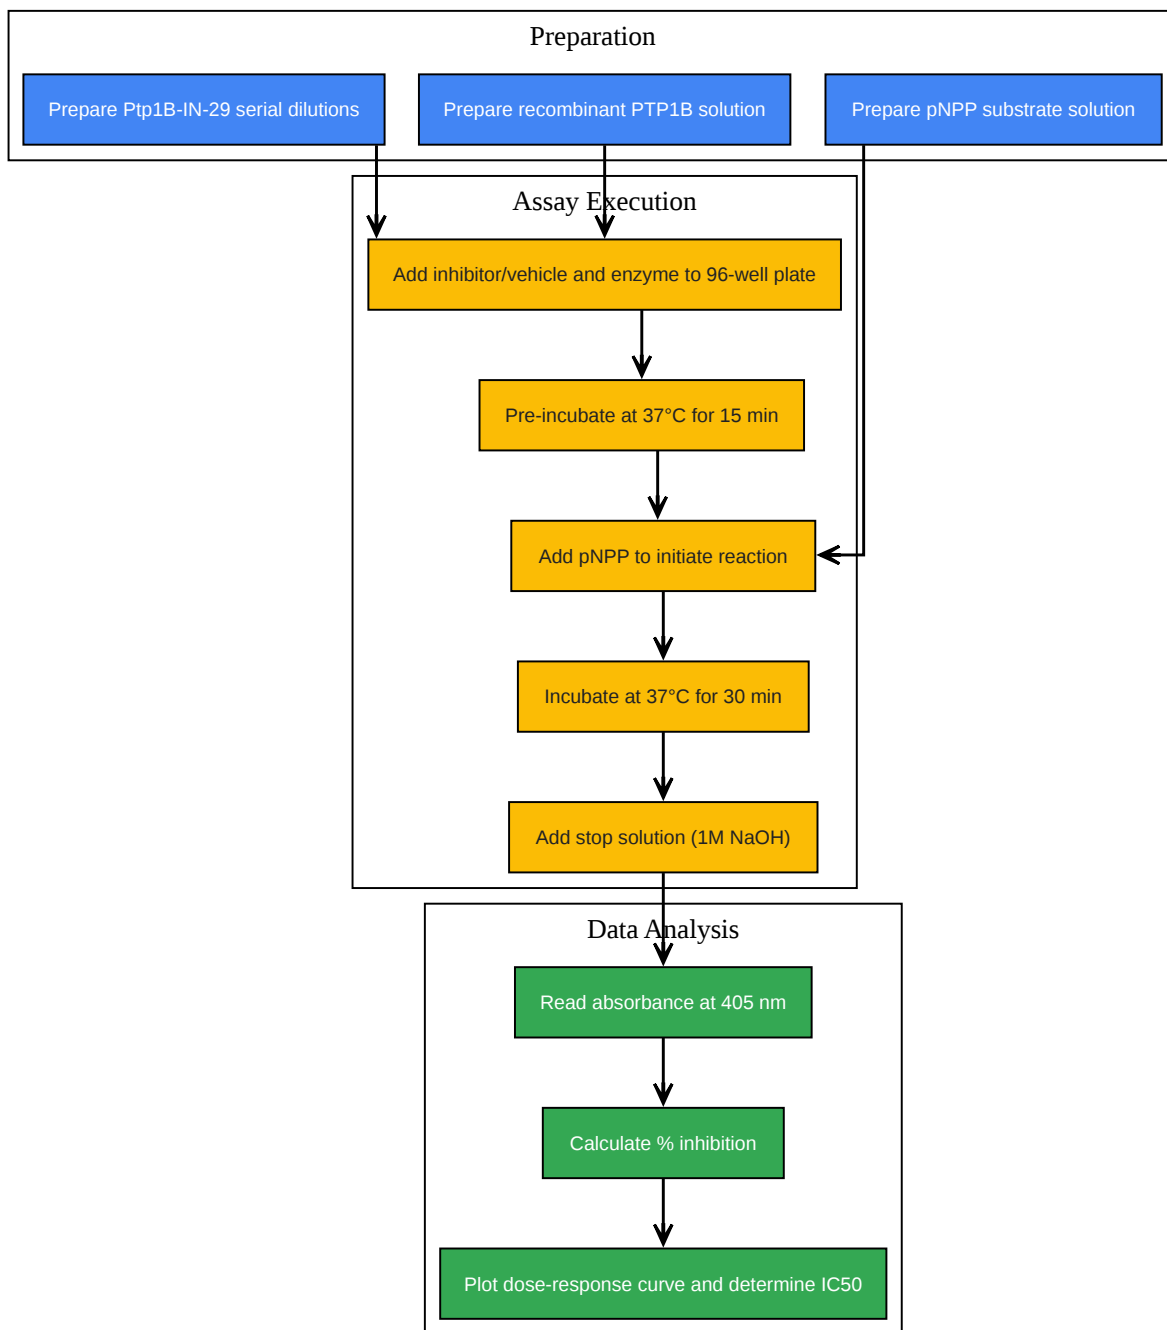 Preparation
Prepare Ptp1B-IN-29 serial dilutions
Prepare recombinant PTP1B solution
Prepare pNPP substrate solution
Assay Execution
Add inhibitor/vehicle and enzyme to 96-well plate
Pre-incubate at 37°C for 15 min
Add pNPP to initiate reaction
Incubate at 37°C for 30 min
Add stop solution (1M NaOH)
Data Analysis
Read absorbance at 405 nm
Calculate % inhibition
Plot dose-response curve and determine IC50